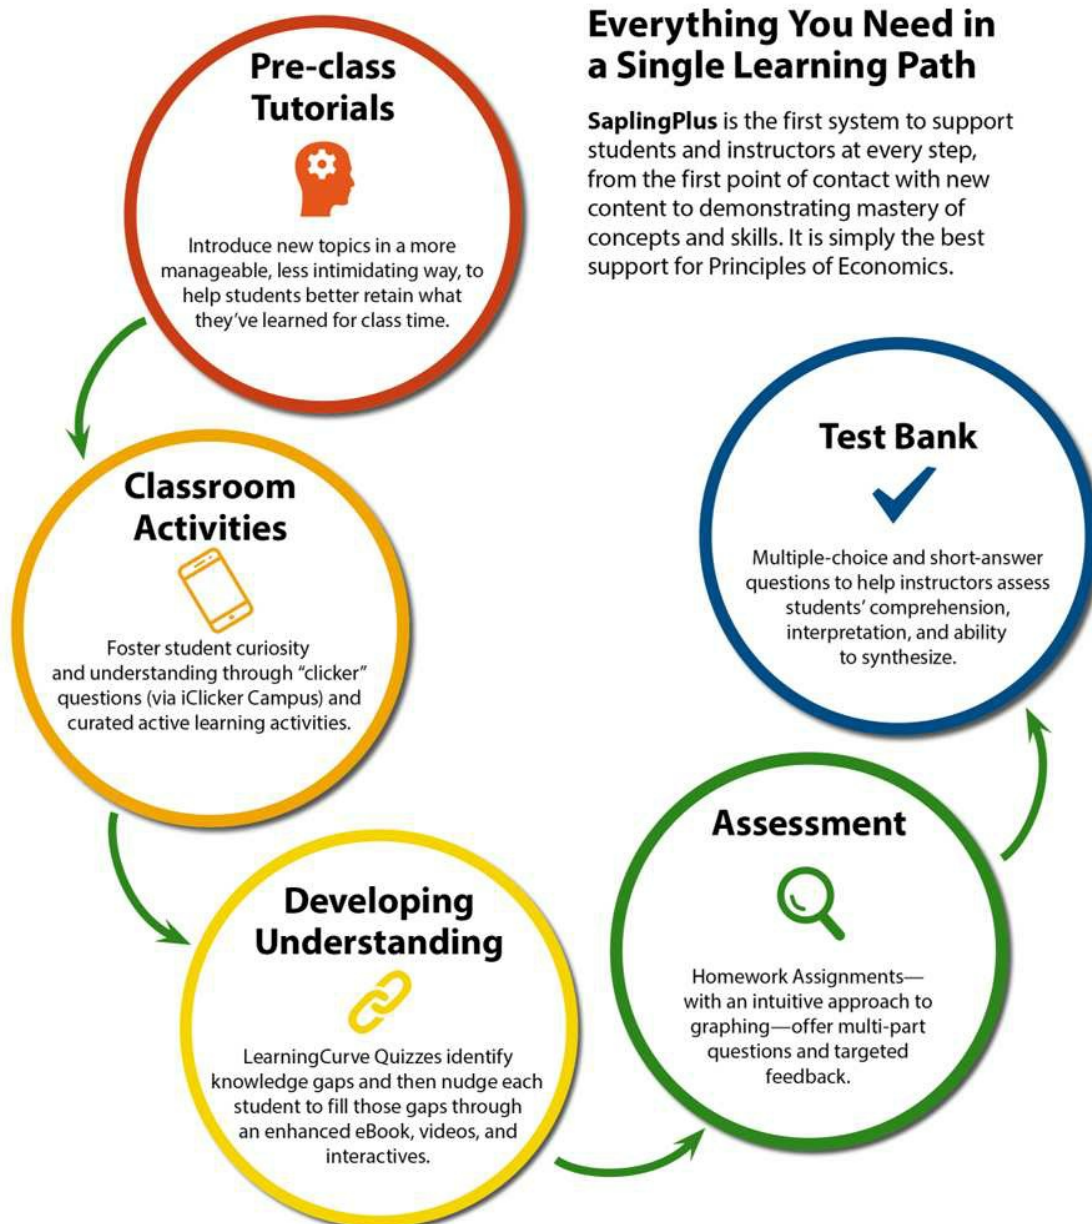 Everything You Need in
a Single Learning Path
SaplingPlus is the first system to support
students and instructors at every step,
from the first point of contact with new
content to demonstrating mastery of
concepts and skills. It is simply the best
support for Principles of Economics.
Pre-class
Tutorials
Introduce new topics in a more
manageable, less intimidating way, to
help students better retain what
they’ve learned for class time.
Classroom
Activities
Foster student curiosity
and understanding through “clicker”
questions (via iClicker Campus) and
curated active learning activities.
Developing
Understanding
LearningCurve Quizzes identify
knowledge gaps and then nudge each
student to fill those gaps through
an enhanced eBook, videos, and
interactives.
Assessment
Homework Assignments—
with an intuitive approach to
graphing—offer multi-part
questions and targeted
feedback.
Test Bank
Multiple-choice and short-answer
questions to help instructors assess
students’ comprehension,
interpretation, and ability
to synthesize.